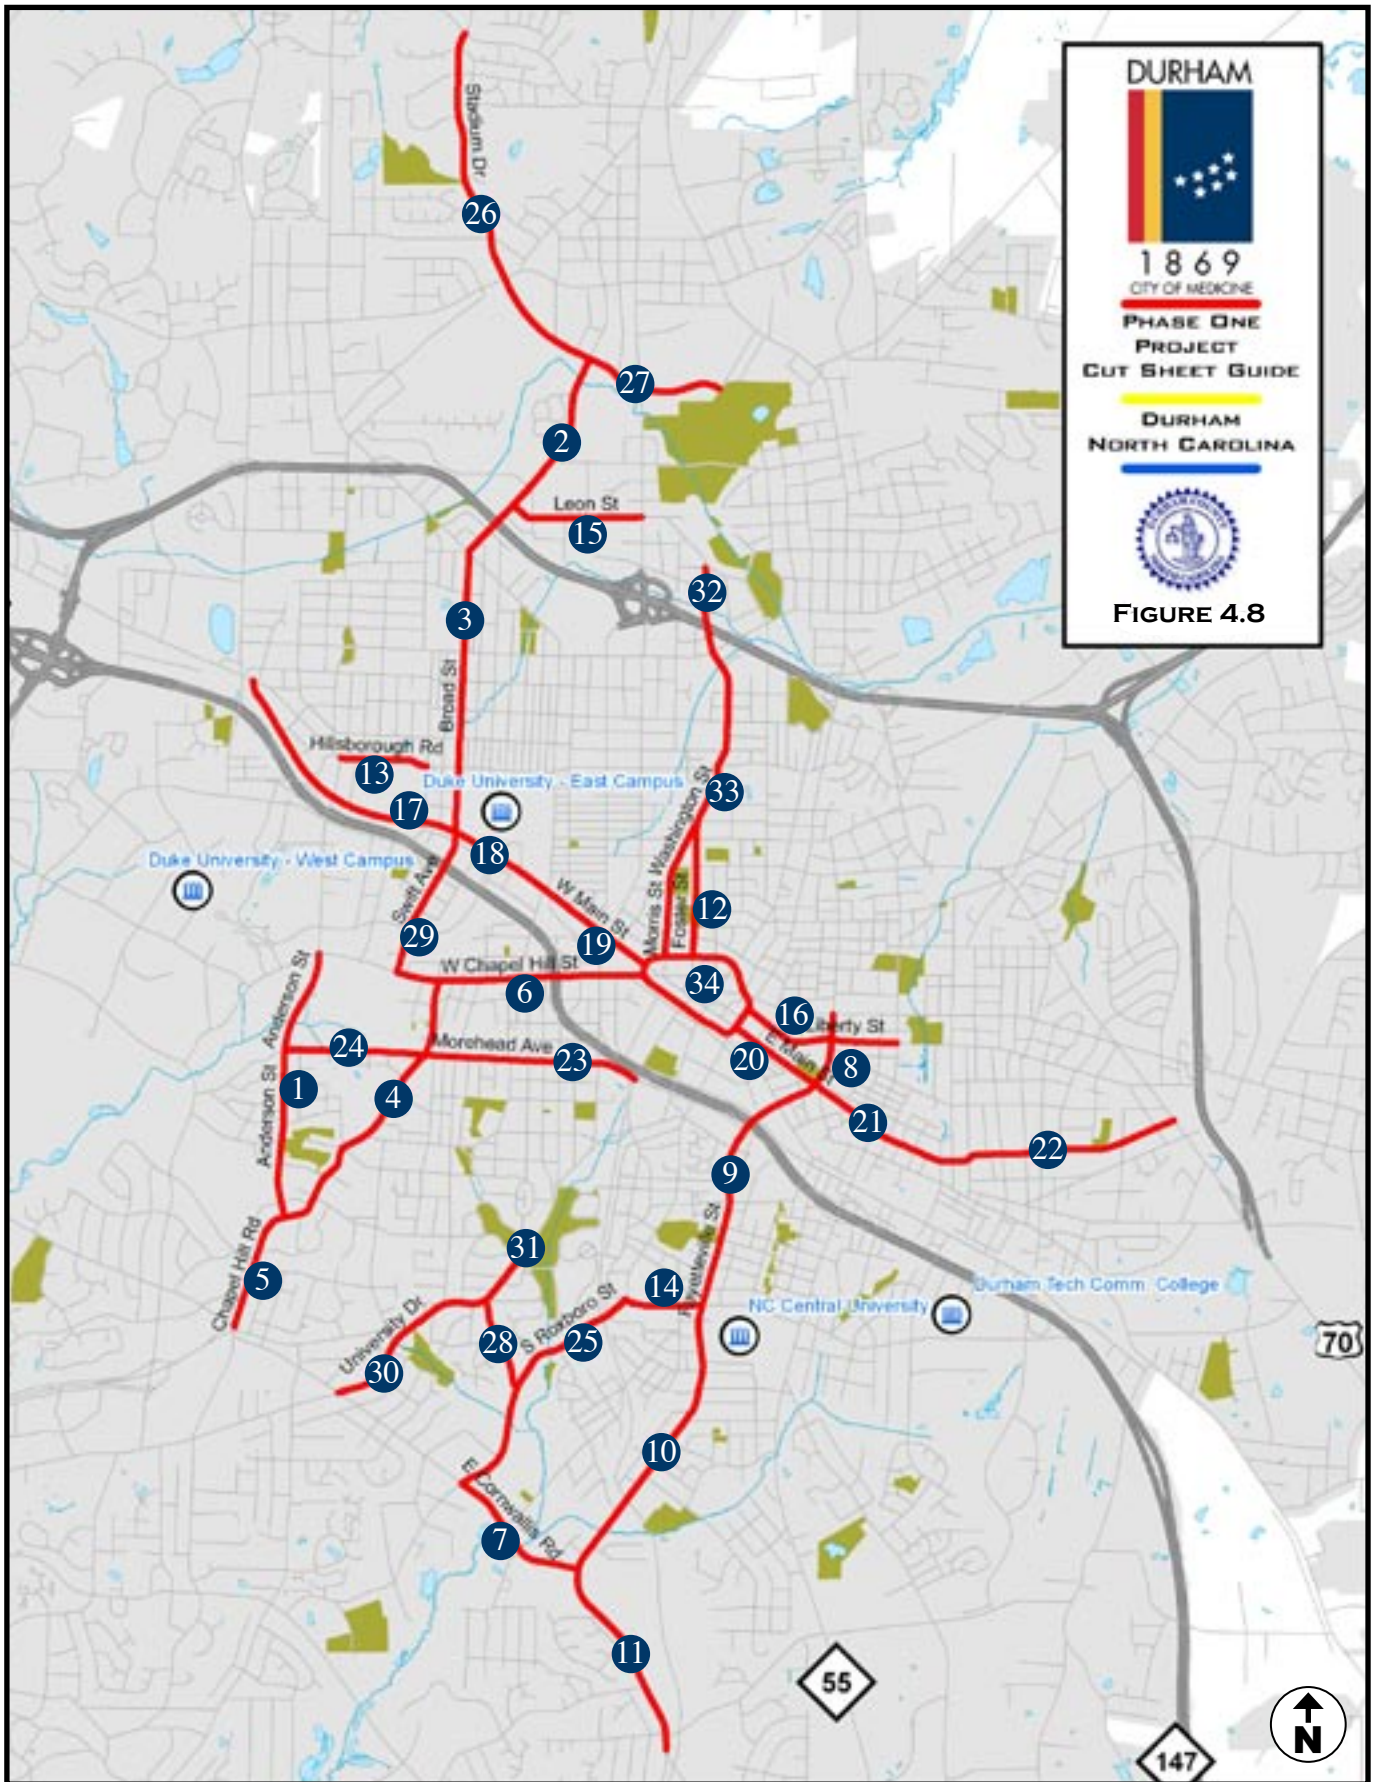 DURHAM
1869
CITY OF MEDICINE
PHASE ONE
PROJECT
CUT SHEET GUIDE
DURHAM
NORTH CAROLINA
FIGURE 4.8
Stadium Dr
26
27
2
Leon St
15
32
3
Broad St
Hillsborough Rd
13
Duke University - East Campus
17
33
Washington St
18
Duke University - West Campus
Swift Ave
W Main St
Morris St
Foster St
12
29
19
W Chapel Hill St
6
34
Anderson St
16
Liberty St
24
Morehead Ave
23
20
E Main St
8
1
4
Anderson St
21
22
9
Chapel Hill Rd
5
31
Fayetteville St
14
NC Central University
Durham Tech Comm. College
University Dr
30
28
S Roxboro St
25
70
10
E Cornwallis Rd
7
11
55
147
N